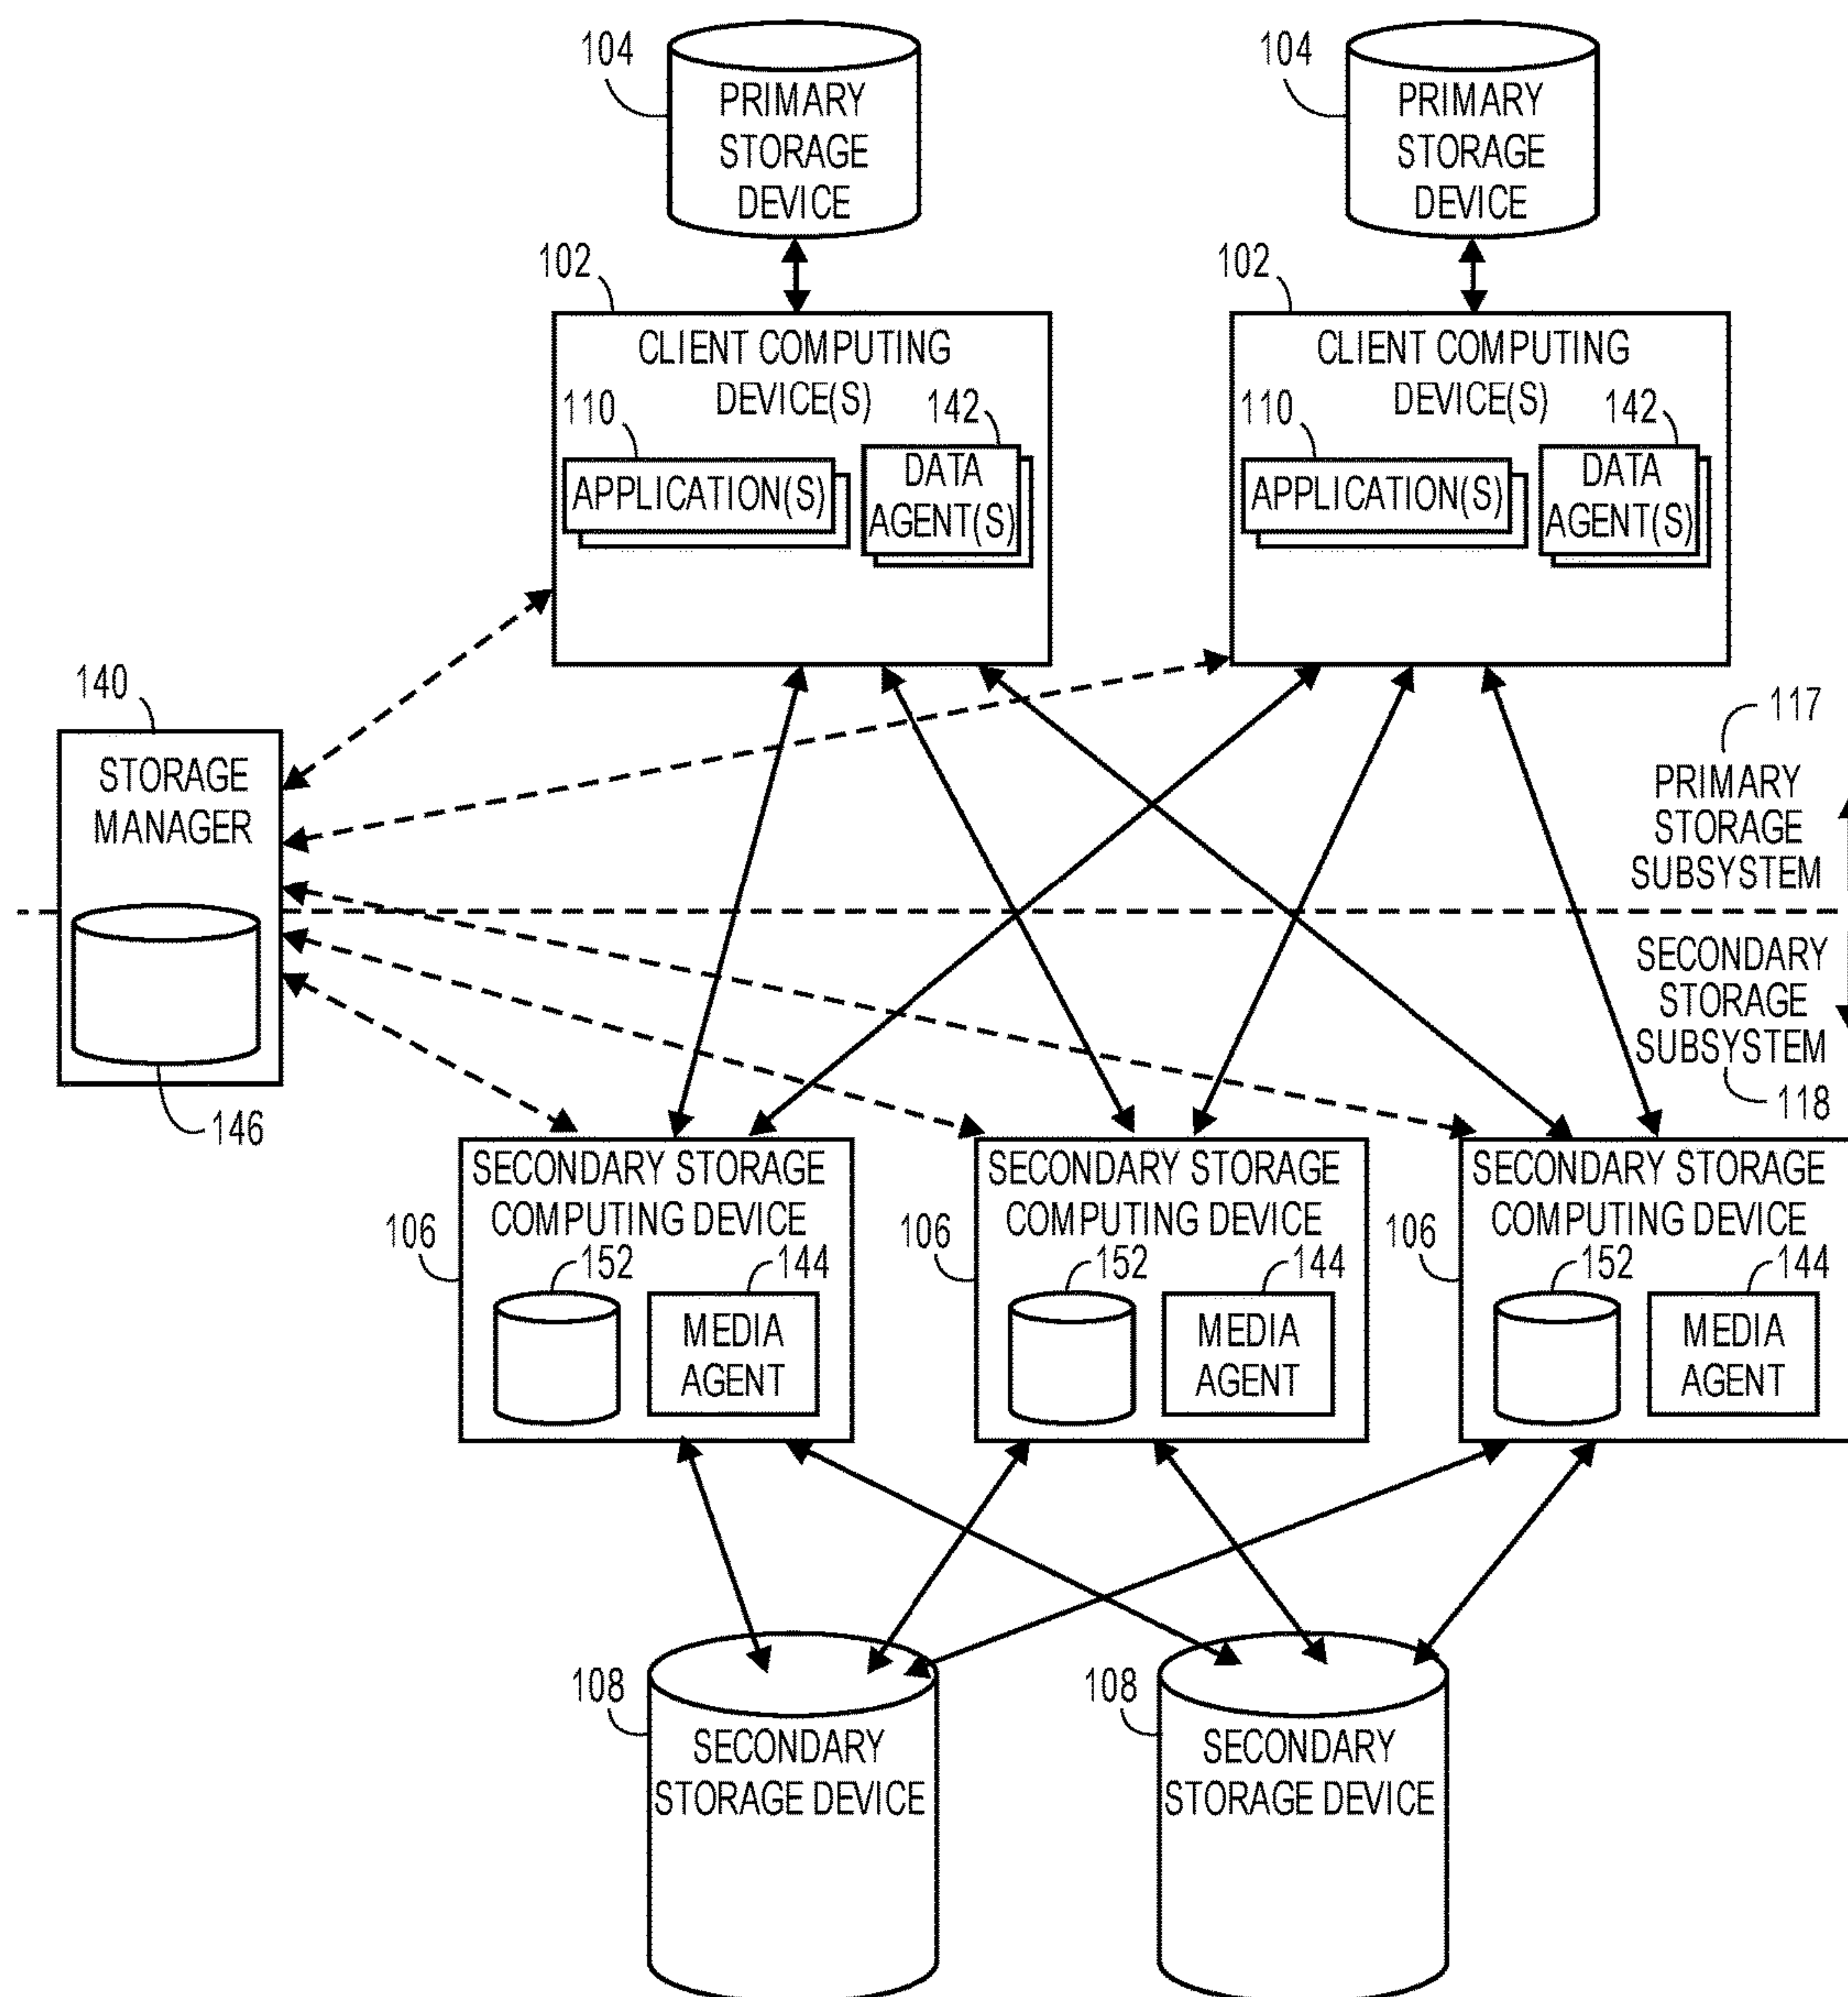 104
PRIMARY
STORAGE
DEVICE
104
PRIMARY
STORAGE
DEVICE
102
CLIENT COMPUTING
DEVICE(S)
110
APPLICATION(S)
142
DATA
AGENT(S)
102
CLIENT COMPUTING
DEVICE(S)
110
APPLICATION(S)
142
DATA
AGENT(S)
140
STORAGE
MANAGER
146
117
PRIMARY
STORAGE
SUBSYSTEM
SECONDARY
STORAGE
SUBSYSTEM
118
106
SECONDARY STORAGE
COMPUTING DEVICE
152
144
MEDIA
AGENT
106
SECONDARY STORAGE
COMPUTING DEVICE
152
144
MEDIA
AGENT
106
SECONDARY STORAGE
COMPUTING DEVICE
152
144
MEDIA
AGENT
108
SECONDARY
STORAGE DEVICE
108
SECONDARY
STORAGE DEVICE